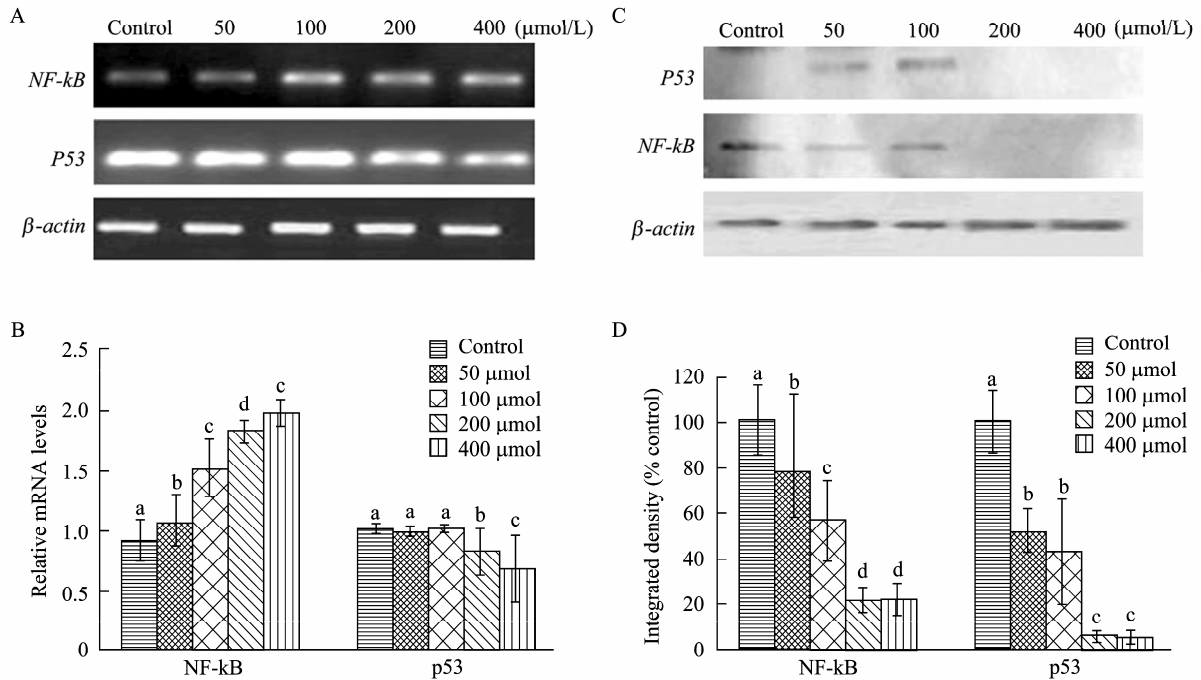 A
Control 50 100 200 400 (μmol/L)
NF-kB
P53
β-actin
C
Control 50 100 200 400 (μmol/L)
P53
NF-kB
β-actin
B
Relative mRNA levels
2.5
2.0
1.5
1.0
0.5
0
a b c d c
a a a b c
NF-kB p53
Control
50 μmol
100 μmol
200 μmol
400 μmol
D
Integrated density (% control)
120
100
80
60
40
20
0
a b c d d
a b b c c
NF-kB p53
Control
50 μmol
100 μmol
200 μmol
400 μmol